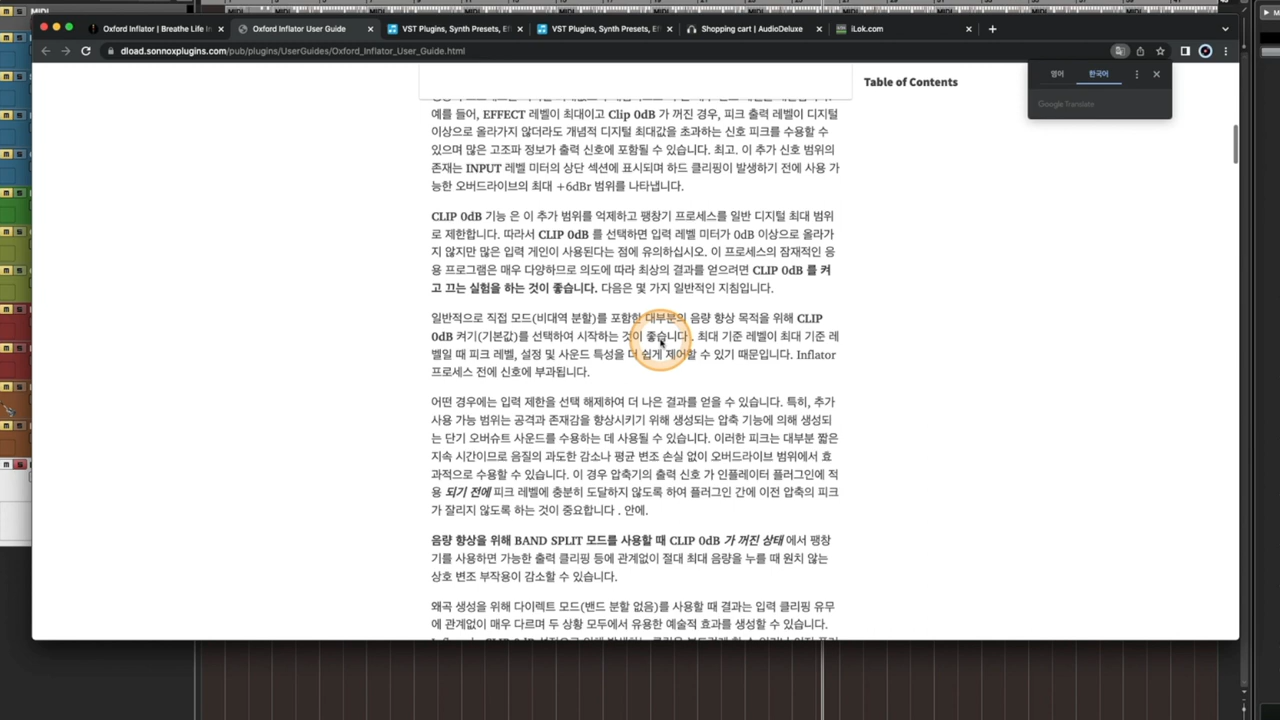 MIDI MIDI MIDI MIDI MIDI MIDI MIDI MIDI MIDI MIDI MIDI
Oxford Inflator | Breathe Life In
Oxford Inflator User Guide
VST Plugins, Synth Presets, Ef
VST Plugins, Synth Presets, Ef
Shopping cart | AudioDeluxe
iLok.com
dload.sonnoxplugins.com/pub/plugins/UserGuides/Oxford_Inflator_User_Guide.html
영어 한국어
Google Translate
Table of Contents
예를 들어, EFFECT 레벨이 최대이고 Clip 0dB 가 꺼진 경우, 피크 출력 레벨이 디지털
이상으로 올라가지 않더라도 개념적 디지털 최대값을 초과하는 신호 피크를 수용할 수
있으며 많은 고조파 정보가 출력 신호에 포함될 수 있습니다. 최고. 이 추가 신호 범위의
존재는 INPUT 레벨 미터의 상단 섹션에 표시되며 하드 클리핑이 발생하기 전에 사용 가
능한 오버드라이브의 최대 +6dBr 범위를 나타냅니다.
CLIP 0dB 기능 은 이 추가 범위를 억제하고 팽창기 프로세스를 일반 디지털 최대 범위
로 제한합니다. 따라서 CLIP 0dB 를 선택하면 입력 레벨 미터가 0dB 이상으로 올라가
지 않지만 많은 입력 게인이 사용된다는 점에 유의하십시오. 이 프로세스의 잠재적인 응
용 프로그램은 매우 다양하므로 의도에 따라 최상의 결과를 얻으려면 CLIP 0dB 를 켜
고 끄는 실험을 하는 것이 좋습니다. 다음은 몇 가지 일반적인 지침입니다.
일반적으로 직접 모드(비대역 분할)를 포함한 대부분의 음량 향상 목적을 위해 CLIP
0dB 켜기(기본값)를 선택하여 시작하는 것이 좋습니다 . 최대 기준 레벨이 최대 기준 레
벨일 때 피크 레벨, 설정 및 사운드 특성을 더 쉽게 제어할 수 있기 때문입니다. Inflator
프로세스 전에 신호에 부과됩니다.
어떤 경우에는 입력 제한을 선택 해제하여 더 나은 결과를 얻을 수 있습니다. 특히, 추가
사용 가능 범위는 공격과 존재감을 향상시키기 위해 생성되는 압축 기능에 의해 생성되
는 단기 오버슈트 사운드를 수용하는 데 사용될 수 있습니다. 이러한 피크는 대부분 짧은
지속 시간이므로 음질의 과도한 감소나 평균 변조 손실 없이 오버드라이브 범위에서 효
과적으로 수용할 수 있습니다. 이 경우 압축기의 출력 신호 가 인플레이터 플러그인에 적
용 되기 전에 피크 레벨에 충분히 도달하지 않도록 하여 플러그인 간에 이전 압축의 피크
가 잘리지 않도록 하는 것이 중요합니다 . 안에.
음량 향상을 위해 BAND SPLIT 모드를 사용할 때 CLIP 0dB 가 꺼진 상태 에서 팽창
기를 사용하면 가능한 출력 클리핑 등에 관계없이 절대 최대 음량을 누를 때 원치 않는
상호 변조 부작용이 감소할 수 있습니다.
왜곡 생성을 위해 다이렉트 모드(밴드 분할 없음)를 사용할 때 결과는 입력 클리핑 유무
에 관계없이 매우 다르며 두 상황 모두에서 유용한 예술적 효과를 생성할 수 있습니다.